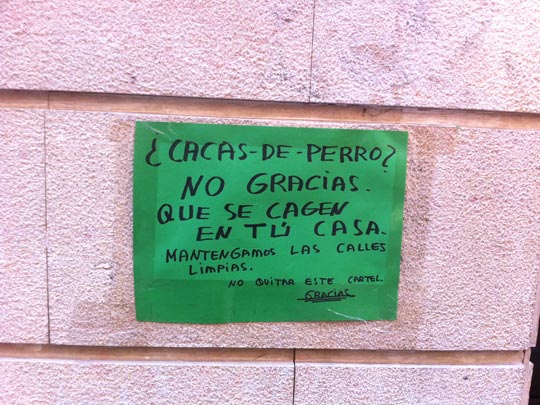 ¿CACAS-DE-PERRO?
NO GRACIAS.
QUE SE CAGEN
EN TÚ CASA.
MANTENGAMOS LAS CALLES
LIMPIAS.
NO QUITAR ESTE CARTEL.
GRACIAS